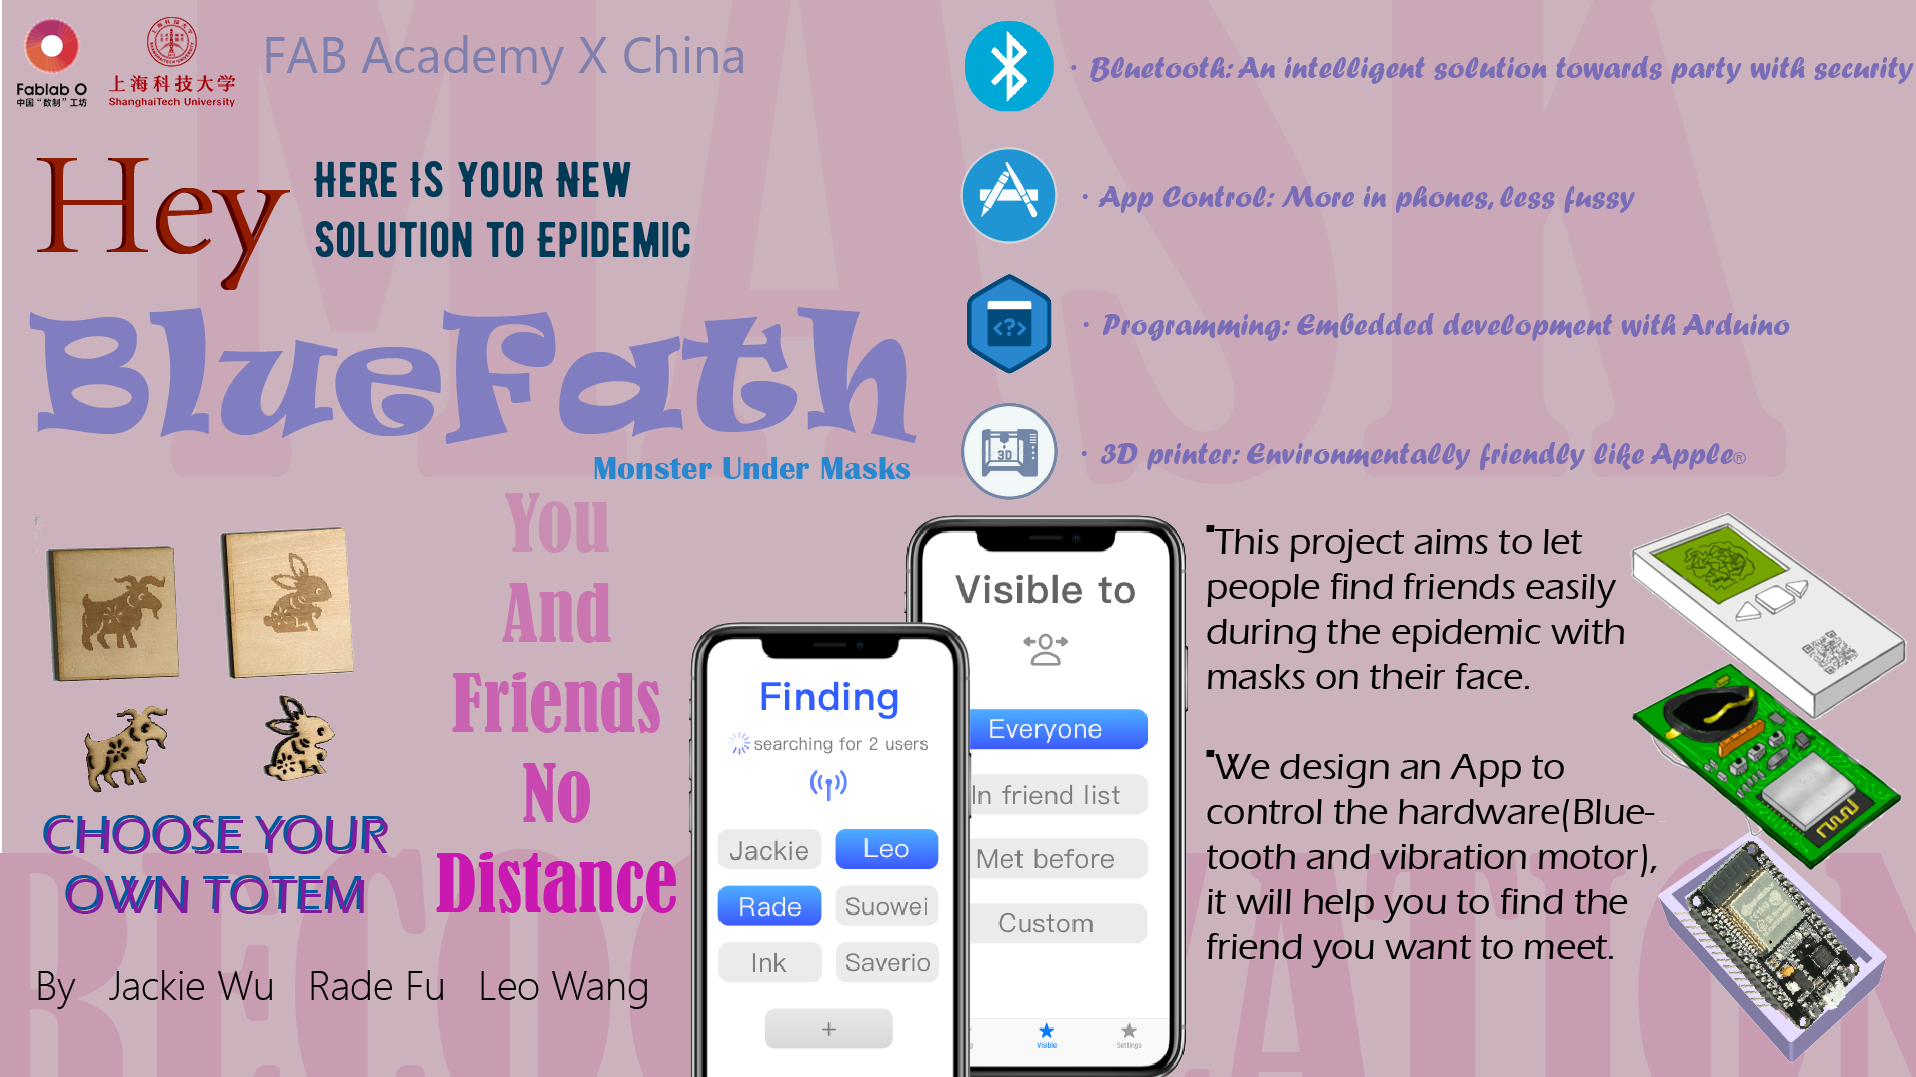 Fablab O
中国“数制”工坊
上海科技大学
ShanghaiTech University
FAB Academy X China
Hey
Here Is Your New
Solution to Epidemic
BlueFath
Monster Under Masks
· Bluetooth: An intelligent solution towards party with security
· App Control: More in phones, less fussy
· Programming: Embedded development with Arduino
3D
· 3D printer: Environmentally friendly like Apple®
MASK
RECOGNATION
You
And
Friends
No
Distance
CHOOSE YOUR
OWN TOTEM
By Jackie Wu Rade Fu Leo Wang
Finding
searching for 2 users
Jackie
Leo
Rade
Suowei
Ink
Saverio
+
Visible to
Everyone
In friend list
Met before
Custom
Visible
Settings
"This project aims to let
people find friends easily
during the epidemic with
masks on their face.
"We design an App to
control the hardware(Blue-
tooth and vibration motor),
it will help you to find the
friend you want to meet.